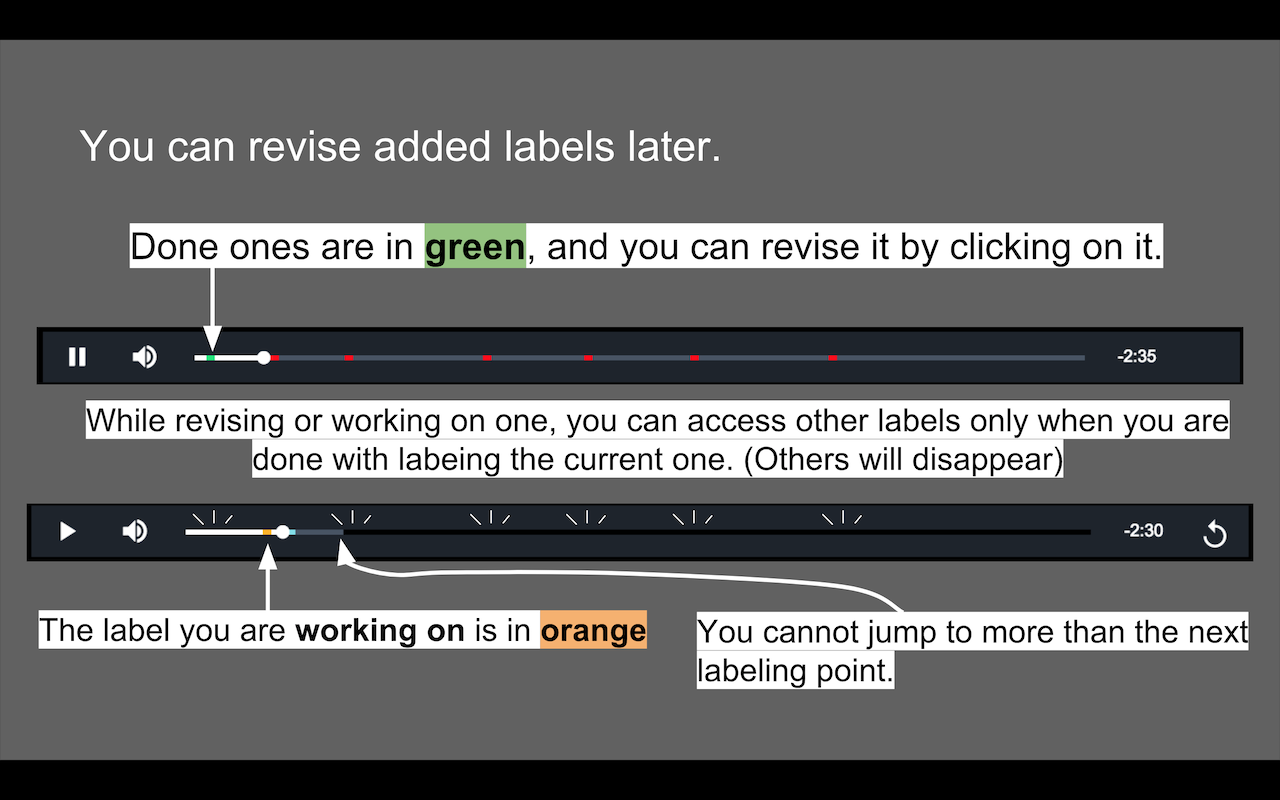 You can revise added labels later.
Done ones are in green, and you can revise it by clicking on it.
-2:35
While revising or working on one, you can access other labels only when you are
done with labeing the current one. (Others will disappear)
-2:30
The label you are working on is in orange
You cannot jump to more than the next
labeling point.